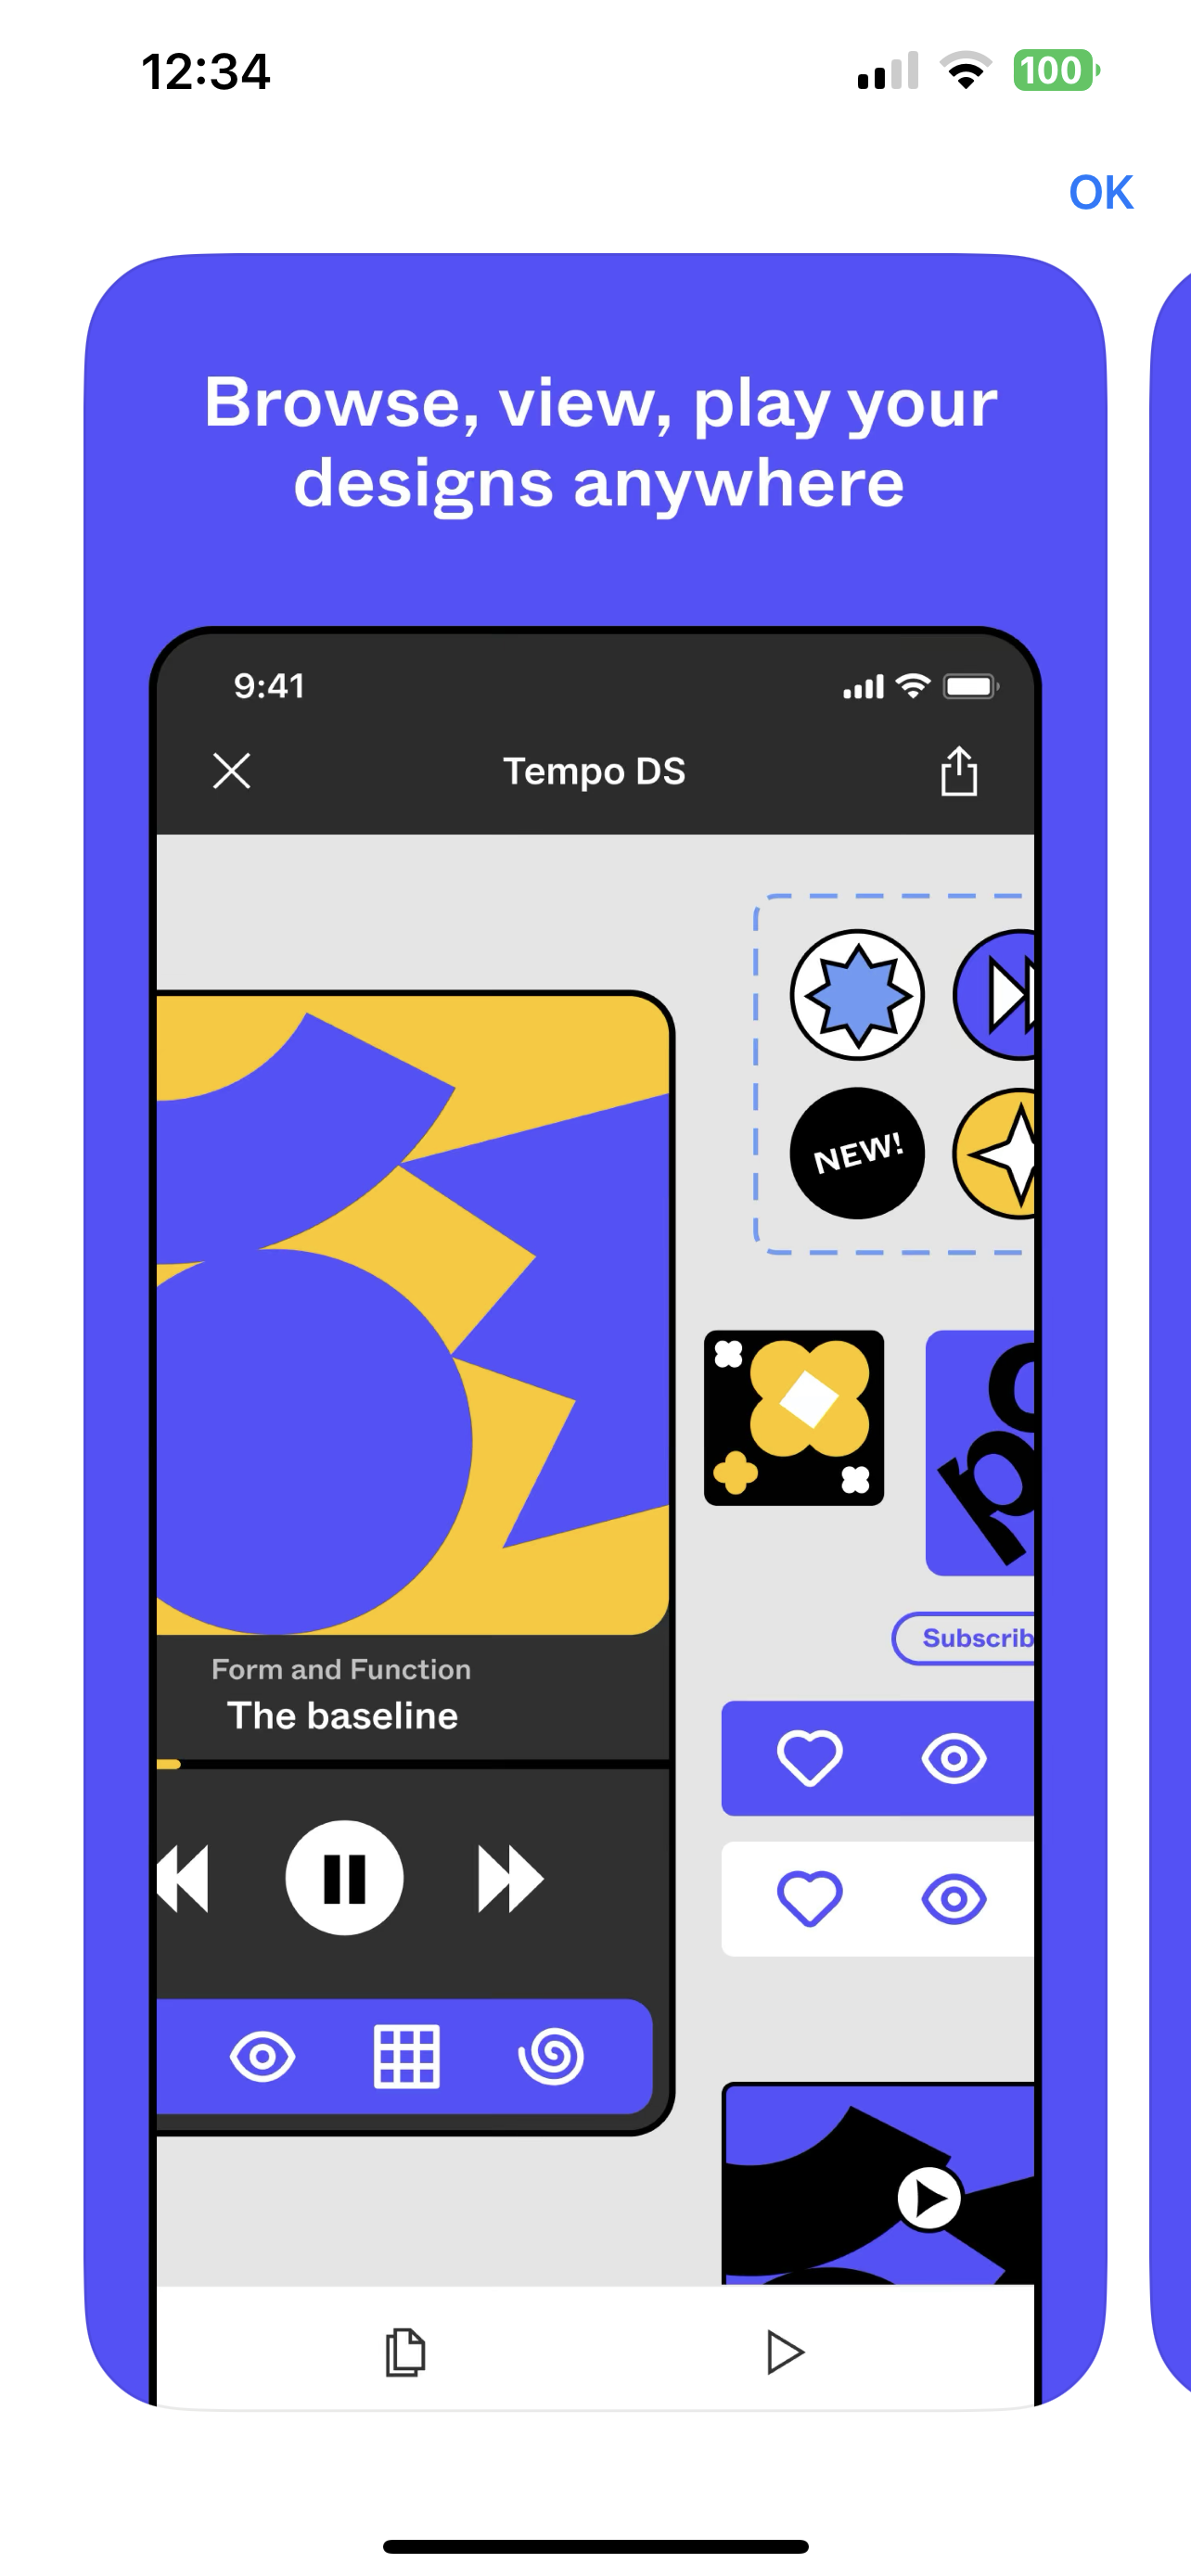 12:34
100
OK
Browse, view, play your
designs anywhere
9:41
Tempo DS
NEW!
Subscrib
Form and Function
The baseline